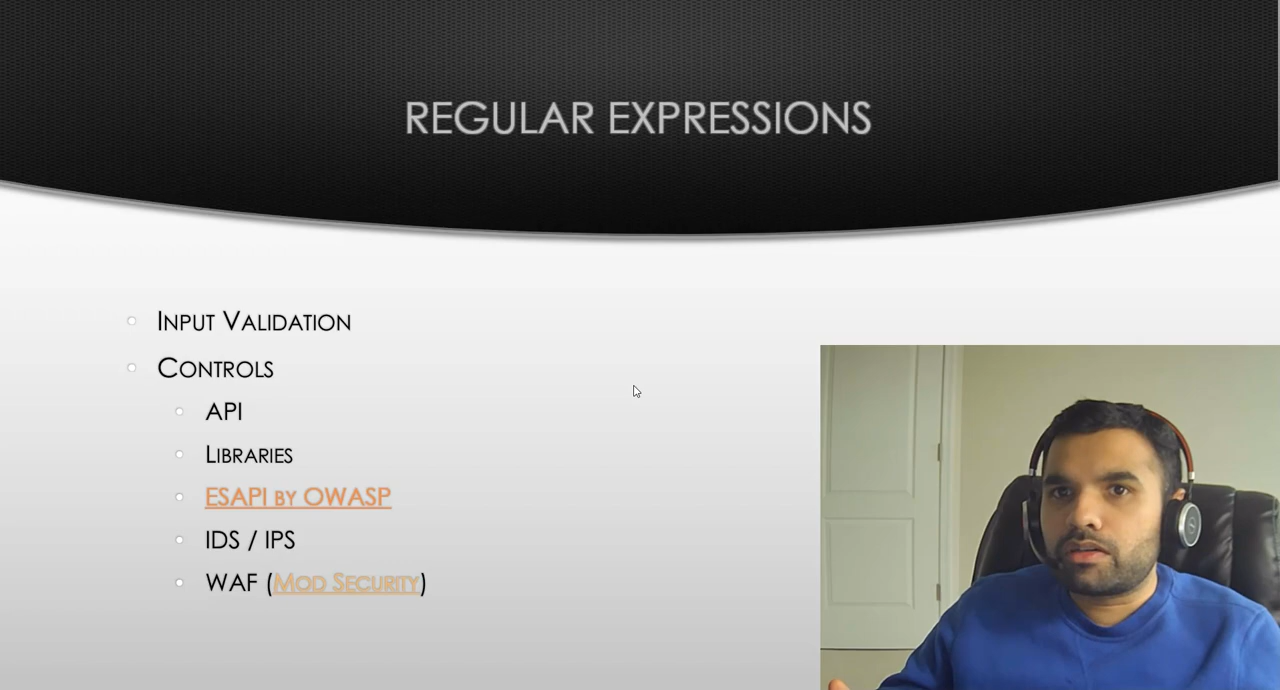 REGULAR EXPRESSIONS
INPUT VALIDATION
CONTROLS
API
LIBRARIES
ESAPI BY OWASP
IDS / IPS
WAF (MOD SECURITY)